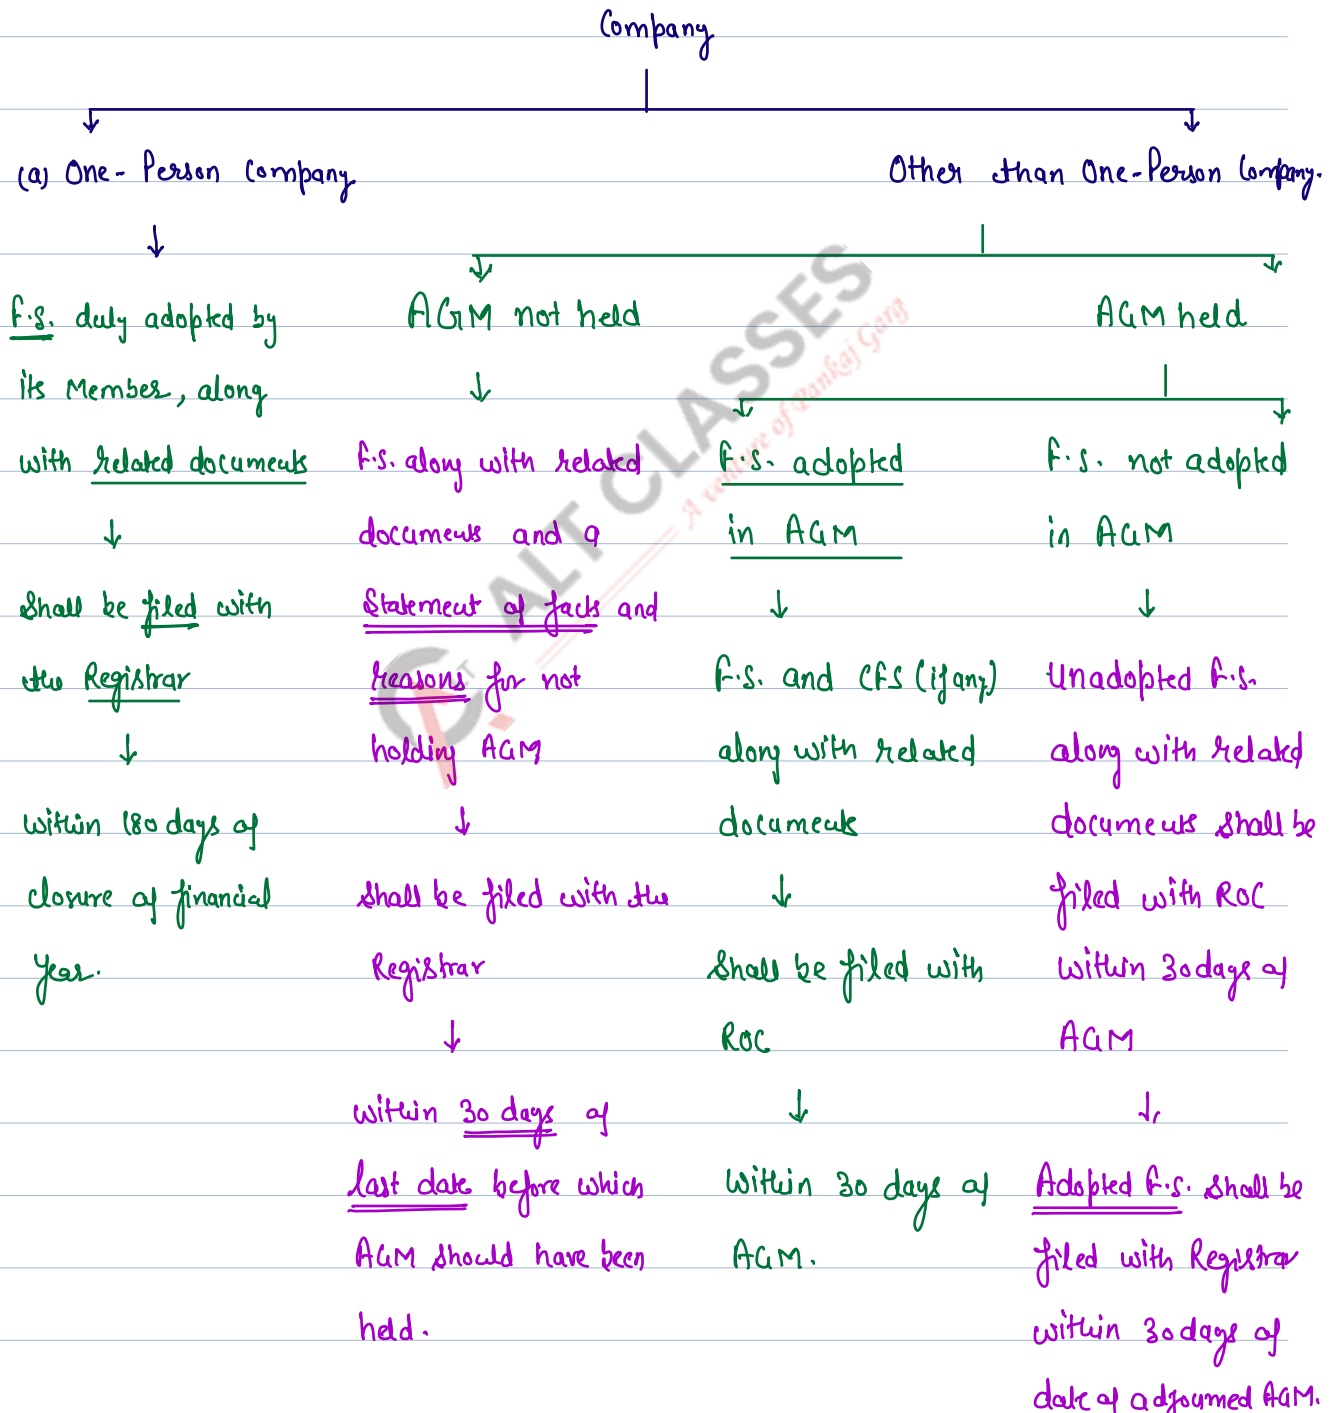 Company
(a) One-Person Company
Other than One-Person Company.
F.S. duly adopted by
its Member, along
with related documents
Shall be filed with
the Registrar
Within 180 days of
closure of financial
Year.
AGM not held
F.S. along with related
documents and a
Statement of facts and
reasons for not
holding AGM
Shall be filed with the
Registrar
within 30 days of
last date before which
AGM should have been
held.
AGM held
F.S. adopted
in AGM
F.S. and CFS (if any)
along with related
documents
Shall be filed with
ROC
Within 30 days of
AGM.
F.S. not adopted
in AGM
Unadopted F.S.
along with related
documents shall be
filed with ROC
Within 30 days of
AGM
Adopted F.S. shall be
filed with Registrar
within 30 days of
date of adjourned AGM.
ALT CLASSES
A venture of Pankaj Garg